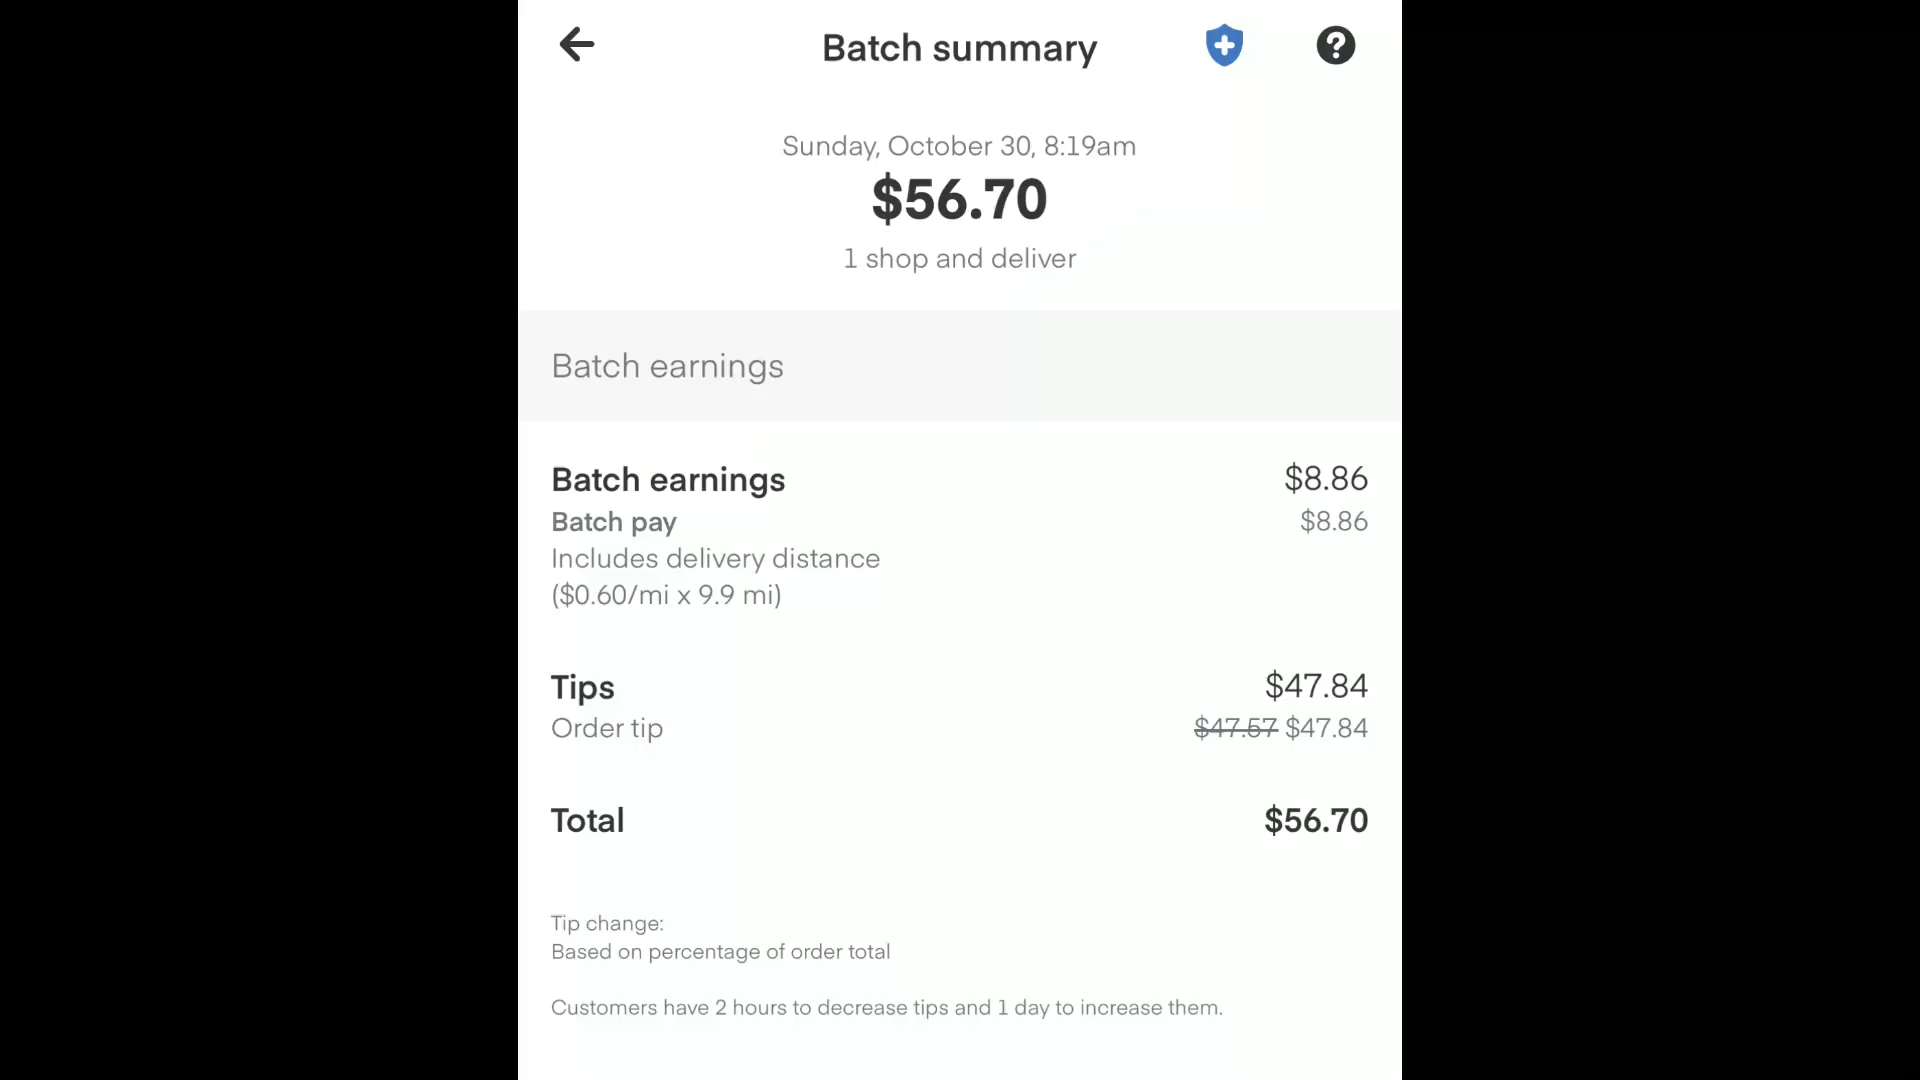 Batch summary
Sunday, October 30, 8:19am
$56.70
1 shop and deliver
Batch earnings
Batch earnings $8.86
Batch pay $8.86
Includes delivery distance
($0.60/mi x 9.9 mi)
Tips $47.84
Order tip $47.57 $47.84
Total $56.70
Tip change:
Based on percentage of order total
Customers have 2 hours to decrease tips and 1 day to increase them.